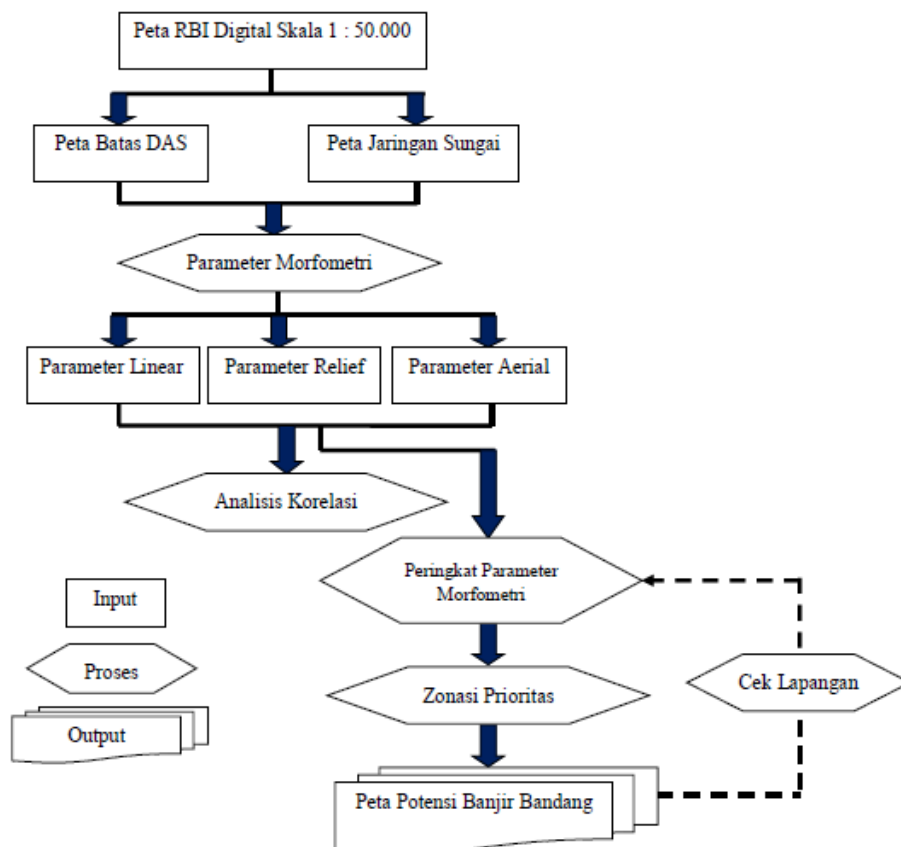 Peta RBI Digital Skala 1 : 50.000
Peta Batas DAS
Peta Jaringan Sungai
Parameter Morfometri
Parameter Linear
Parameter Relief
Parameter Aerial
Analisis Korelasi
Peringkat Parameter
Morfometri
Input
Proses
Zonasi Prioritas
Cek Lapangan
Output
Peta Potensi Banjir Bandang